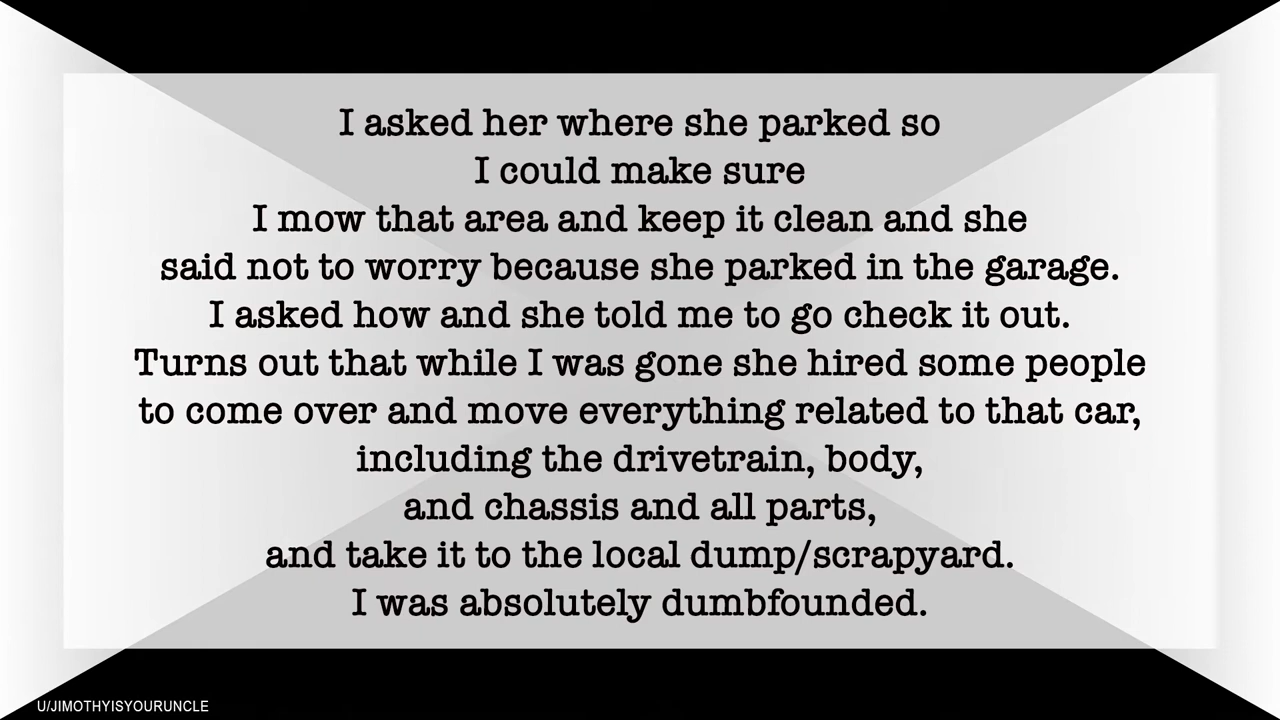 I asked her where she parked so
I could make sure
I mow that area and keep it clean and she
said not to worry because she parked in the garage.
I asked how and she told me to go check it out.
Turns out that while I was gone she hired some people
to come over and move everything related to that car,
including the drivetrain, body,
and chassis and all parts,
and take it to the local dump/scrapyard.
I was absolutely dumbfounded.
U/JIMOTHYISYOURUNCLE